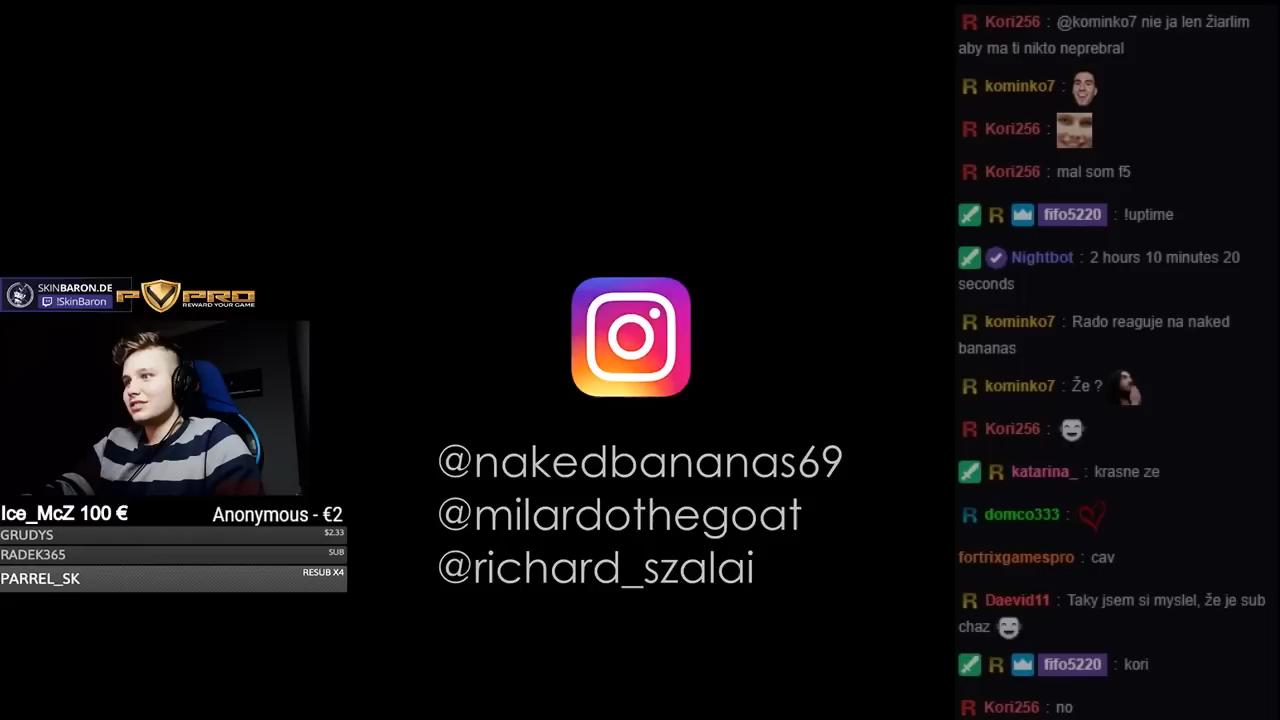 SKINBARON.DE
!SkinBaron
P PRO
REWARD YOUR GAME
Ice_McZ 100 €
Anonymous - €2
GRUDYS
$2.33
RADEK365
SUB
PARREL_SK
RESUB X4
@nakedbananas69
@milardothegoat
@richard_szalai
R Kori256 : @kominko7 nie ja len žiarlim
aby ma ti nikto neprebral
R kominko7 :
R Kori256 :
R Kori256 : mal som f5
R fifo5220 : !uptime
Nightbot : 2 hours 10 minutes 20
seconds
R kominko7 : Rado reaguje na naked
bananas
R kominko7 : Že ?
R Kori256 :
R katarina_ : krasne ze
R domco333 :
fortrixgamespro : cav
R Daevid11 : Taky jsem si myslel, že je sub
chaz
R fifo5220 : kori
R Kori256 : no